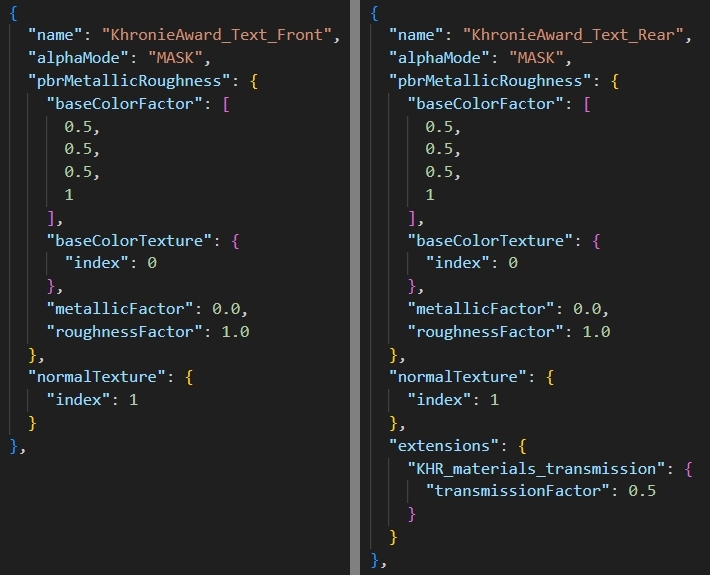 {
  "name": "KhronieAward_Text_Front",
  "alphaMode": "MASK",
  "pbrMetallicRoughness": {
    "baseColorFactor": [
      0.5,
      0.5,
      0.5,
      1
    ],
    "baseColorTexture": {
      "index": 0
    },
    "metallicFactor": 0.0,
    "roughnessFactor": 1.0
  },
  "normalTexture": {
    "index": 1
  }
},
{
  "name": "KhronieAward_Text_Rear",
  "alphaMode": "MASK",
  "pbrMetallicRoughness": {
    "baseColorFactor": [
      0.5,
      0.5,
      0.5,
      1
    ],
    "baseColorTexture": {
      "index": 0
    },
    "metallicFactor": 0.0,
    "roughnessFactor": 1.0
  },
  "normalTexture": {
    "index": 1
  },
  "extensions": {
    "KHR_materials_transmission": {
      "transmissionFactor": 0.5
    }
  }
},